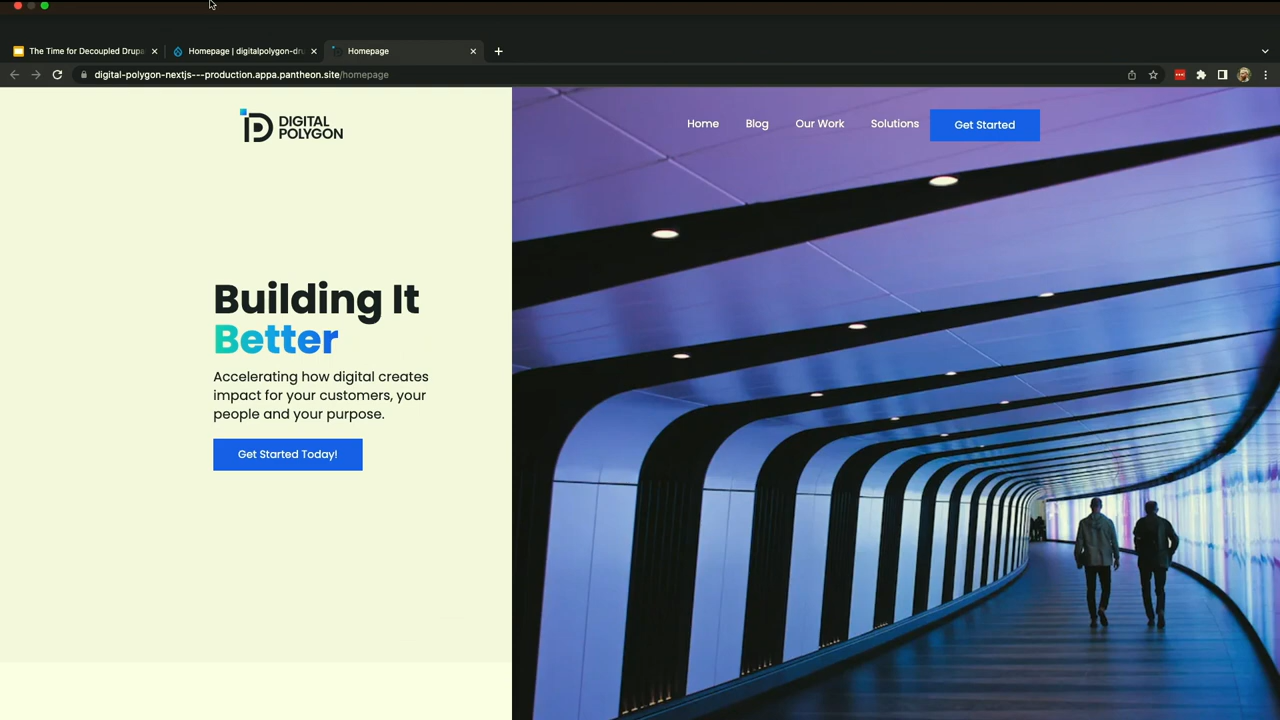 The Time for Decoupled Drupa
Homepage | digitalpolygon-dru
Homepage
digital-polygon-nextjs---production.appa.pantheon.site/homepage
DIGITAL
POLYGON
Home
Blog
Our Work
Solutions
Get Started
Building It
Better
Accelerating how digital creates
impact for your customers, your
people and your purpose.
Get Started Today!